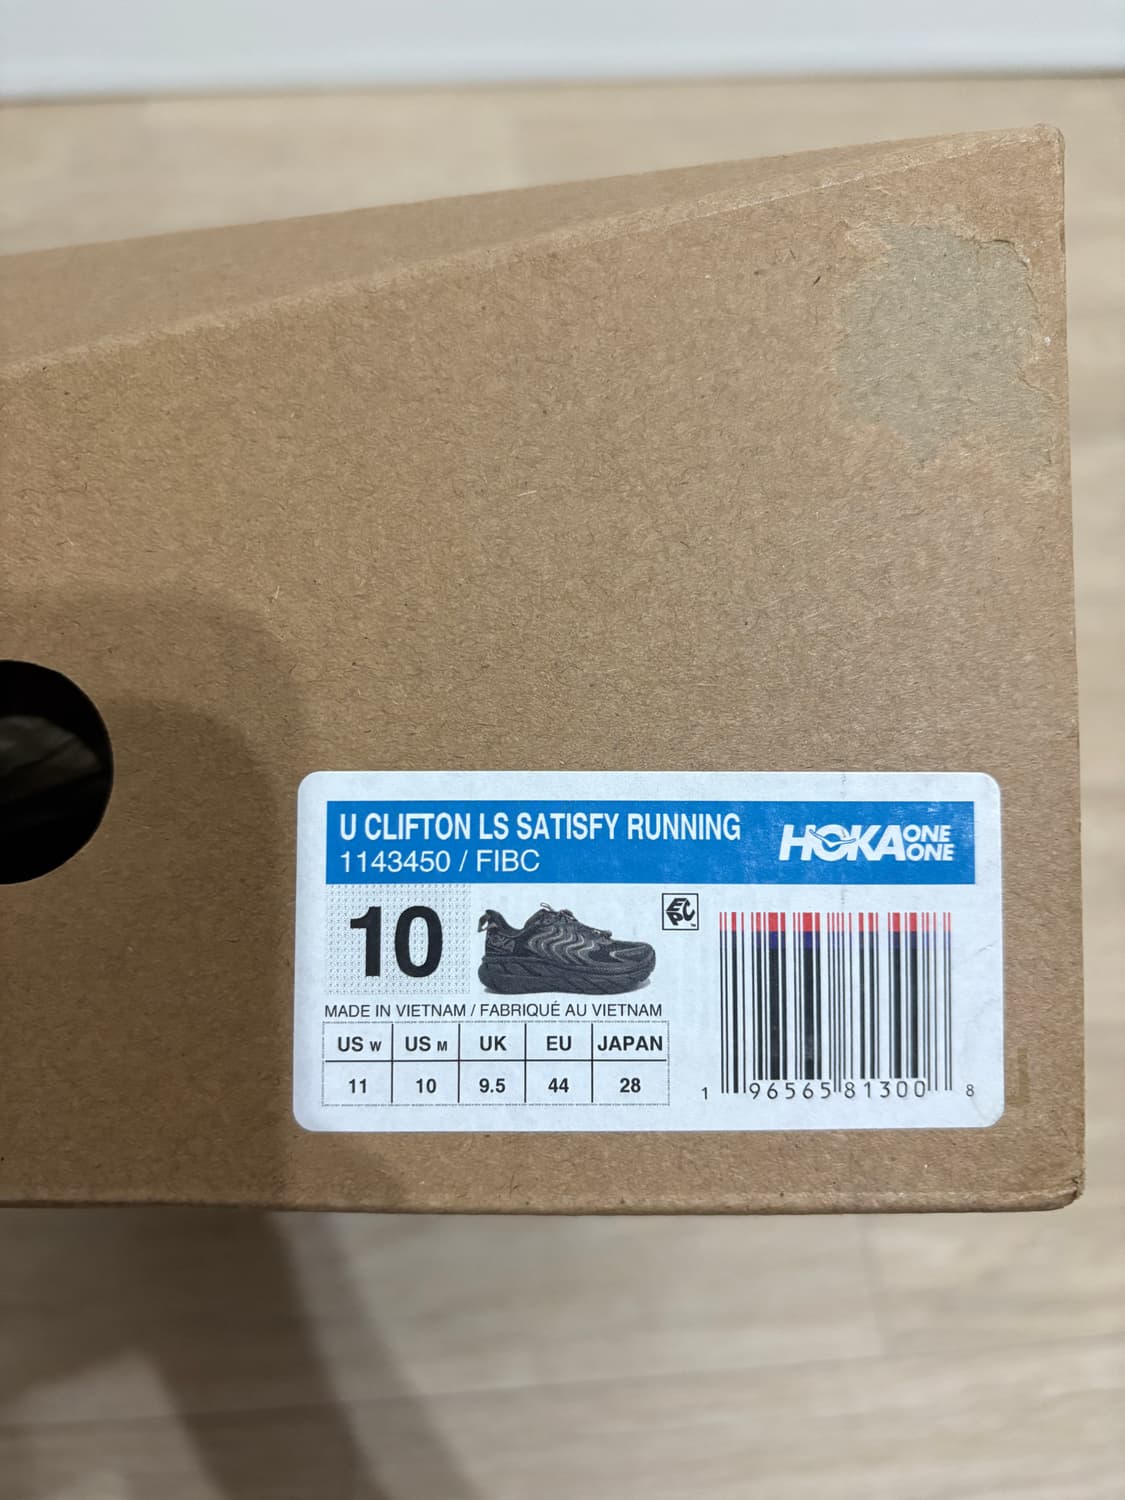 U CLIFTON LS SATISFY RUNNING
1143450 / FIBC
HOKA ONE ONE
10
EPC
MADE IN VIETNAM / FABRIQUÉ AU VIETNAM
US W US M UK EU JAPAN
11 10 9.5 44 28
1 96565 81300 8